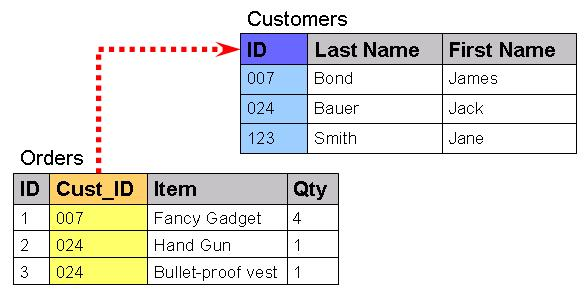 Customers
ID Last Name First Name
007 Bond James
024 Bauer Jack
123 Smith Jane
Orders
ID Cust_ID Item Qty
1 007 Fancy Gadget 4
2 024 Hand Gun 1
3 024 Bullet-proof vest 1